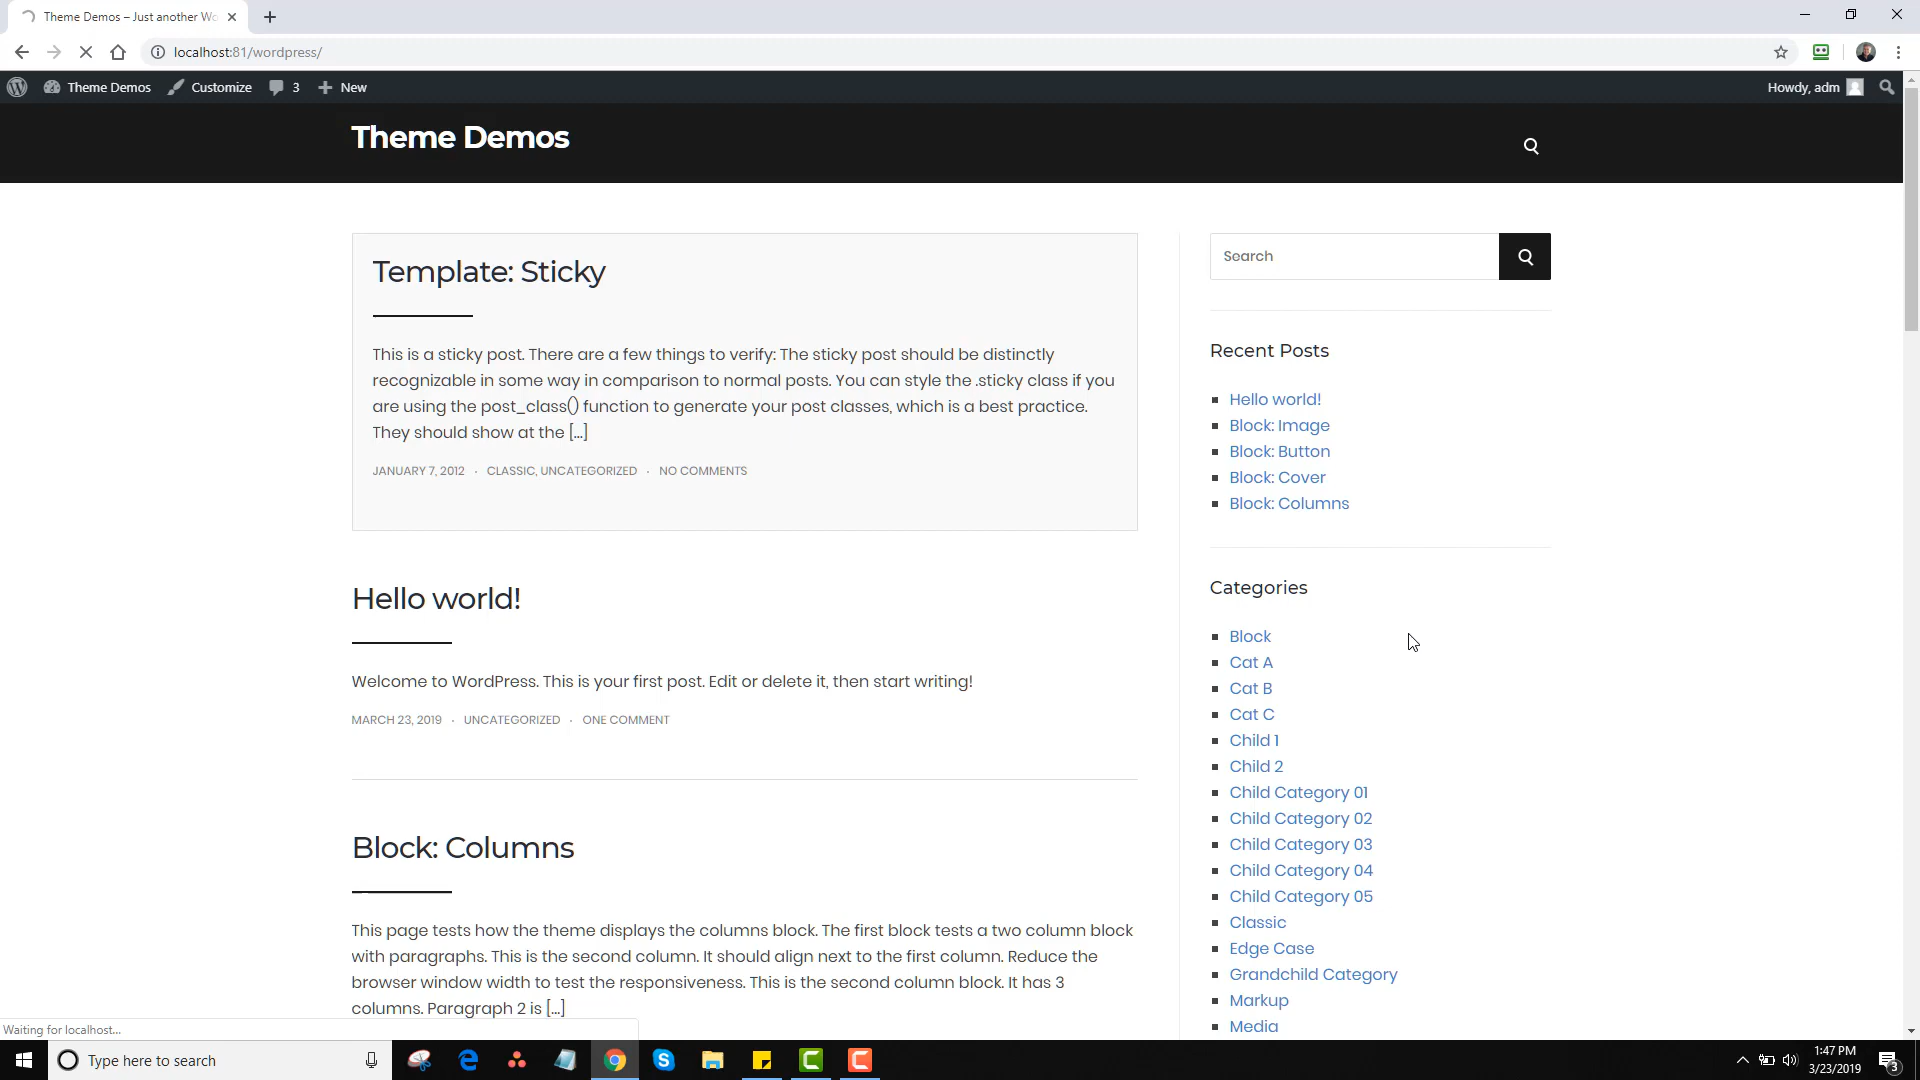 Theme Demos – Just another Wo
localhost:81/wordpress/
Theme Demos Customize 3 New Howdy, adm
Theme Demos
Template: Sticky
This is a sticky post. There are a few things to verify: The sticky post should be distinctly
recognizable in some way in comparison to normal posts. You can style the .sticky class if you
are using the post_class() function to generate your post classes, which is a best practice.
They should show at the [...]
JANUARY 7, 2012 · CLASSIC, UNCATEGORIZED · NO COMMENTS
Hello world!
Welcome to WordPress. This is your first post. Edit or delete it, then start writing!
MARCH 23, 2019 · UNCATEGORIZED · ONE COMMENT
Block: Columns
This page tests how the theme displays the columns block. The first block tests a two column block
with paragraphs. This is the second column. It should align next to the first column. Reduce the
browser window width to test the responsiveness. This is the second column block. It has 3
columns. Paragraph 2 is [...]
Search
Recent Posts
Hello world!
Block: Image
Block: Button
Block: Cover
Block: Columns
Categories
Block
Cat A
Cat B
Cat C
Child 1
Child 2
Child Category 01
Child Category 02
Child Category 03
Child Category 04
Child Category 05
Classic
Edge Case
Grandchild Category
Markup
Media
Waiting for localhost...
Type here to search
1:47 PM
3/23/2019
3